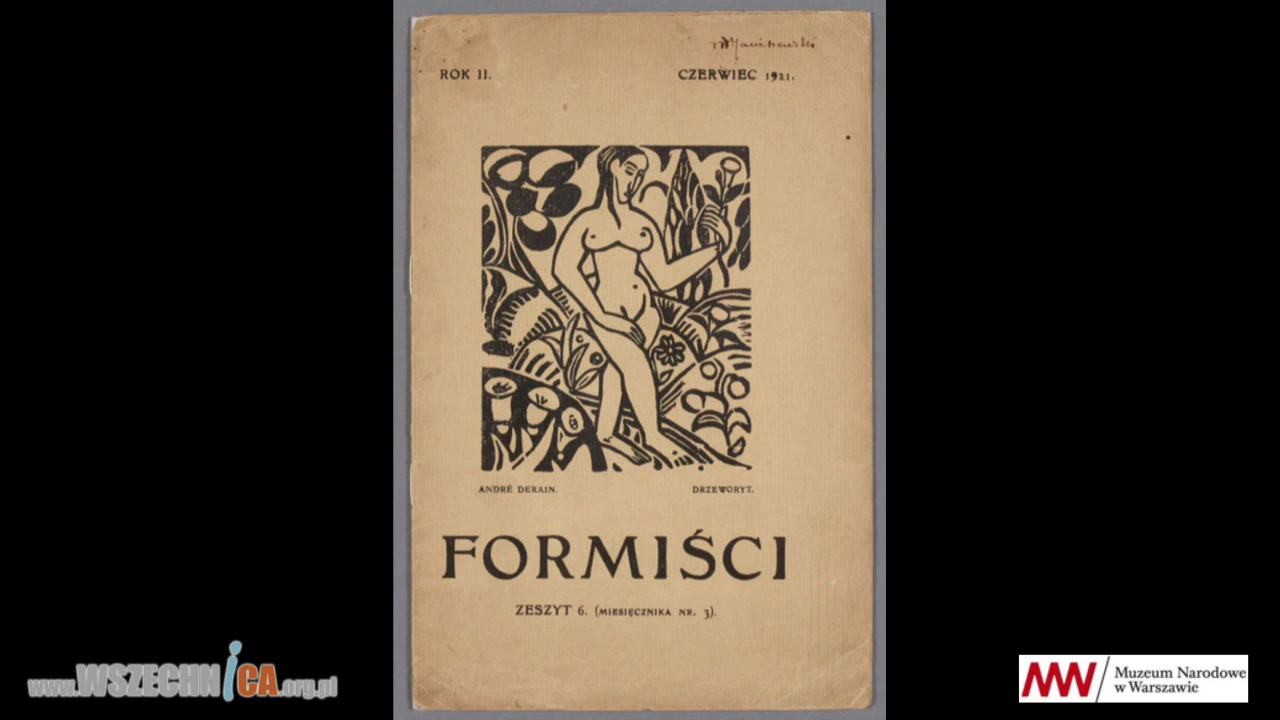 ROK II.
CZERWIEC 1921.
ANDRÉ DERAIN.
DRZEWORYT.
FORMIŚCI
ZESZYT 6. (MIESIĘCZNIKA NR. 3).
www.WSZECHNICA.org.pl
MNW
Muzeum Narodowe
w Warszawie